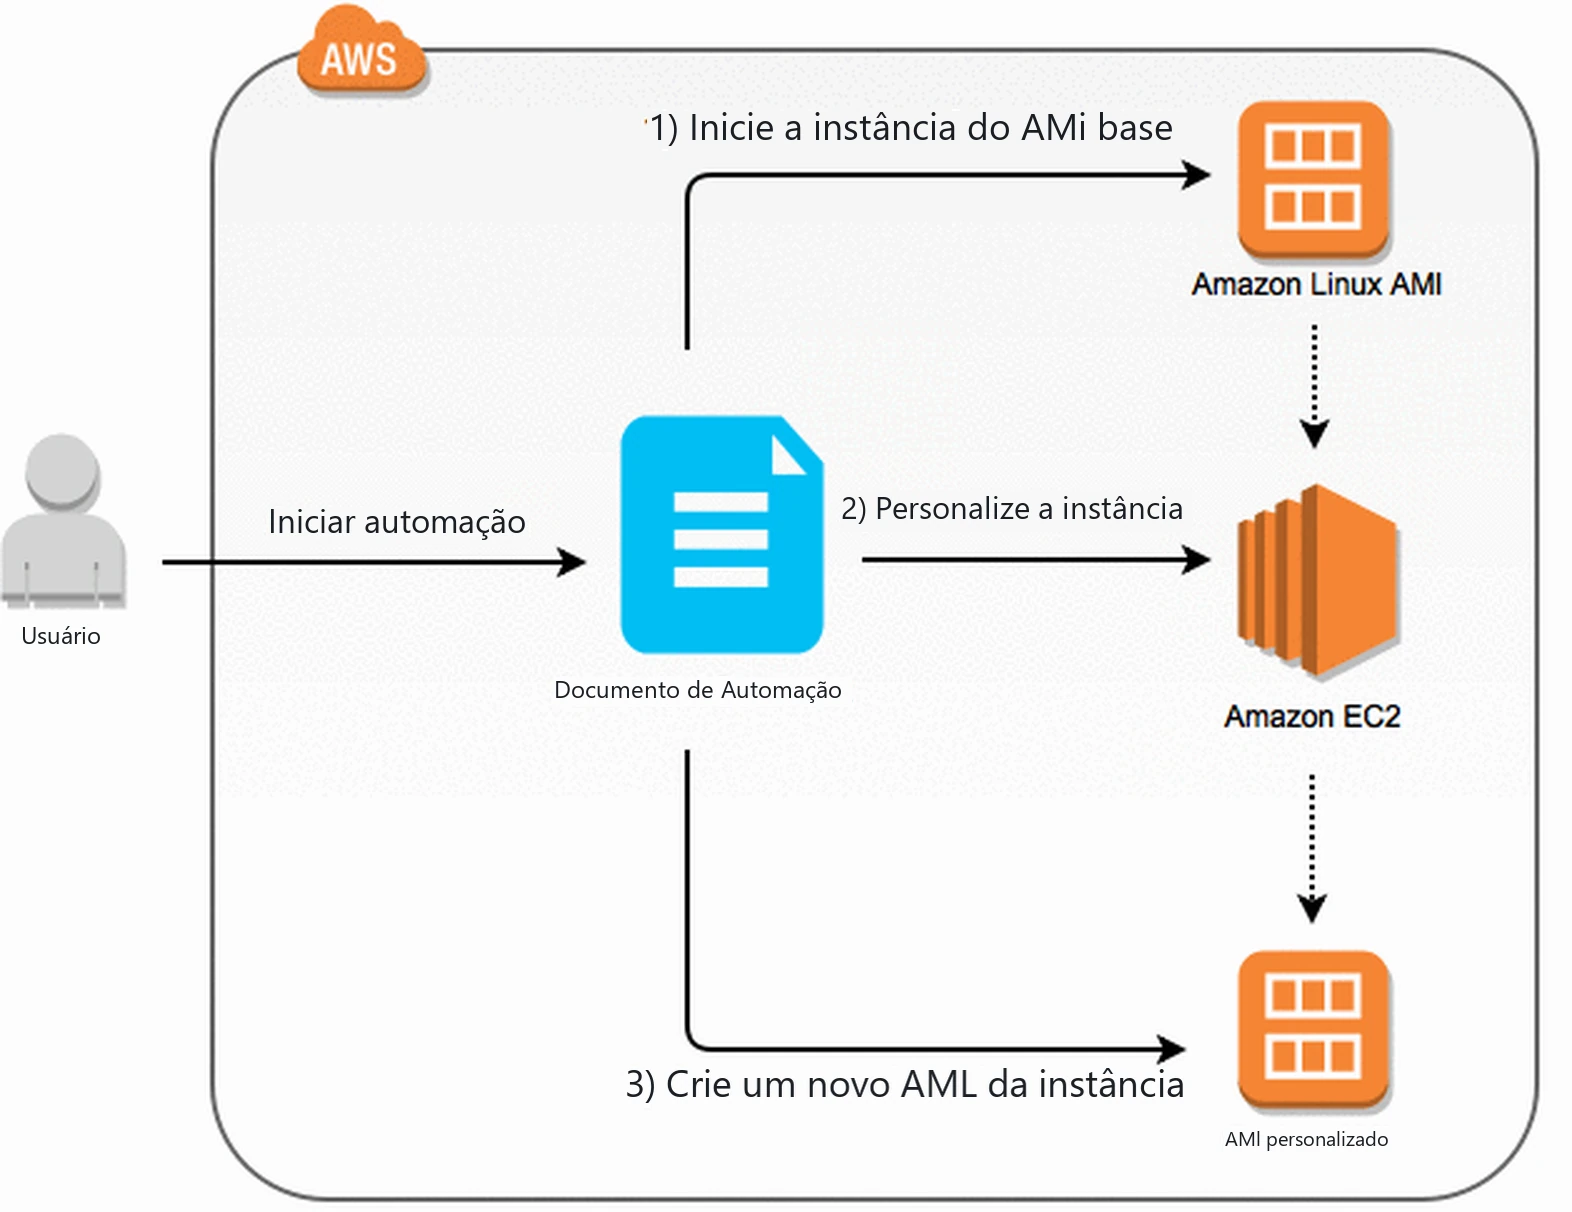 AWS
1) Inicie a instância do AMi base
Amazon Linux AMI
Iniciar automação
2) Personalize a instância
Usuário
Documento de Automação
Amazon EC2
3) Crie um novo AML da instância
AMI personalizado